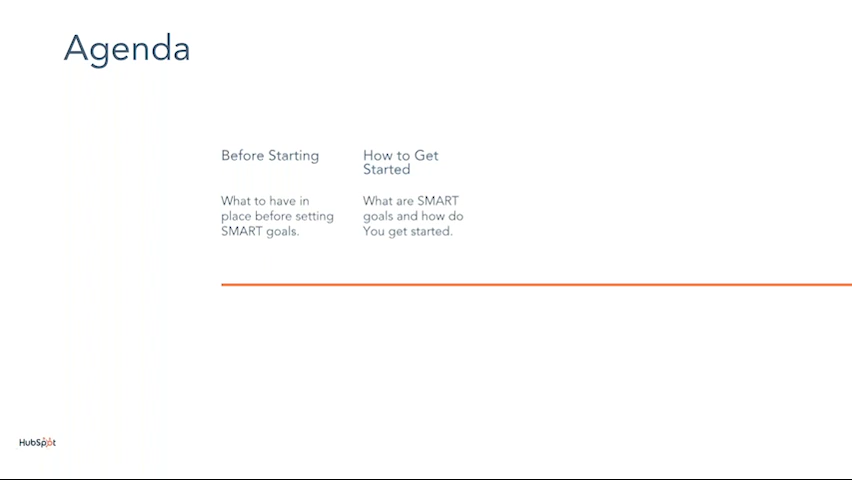 Agenda
Before Starting
How to Get
Started
What to have in
place before setting
SMART goals.
What are SMART
goals and how do
You get started.
HubSpot